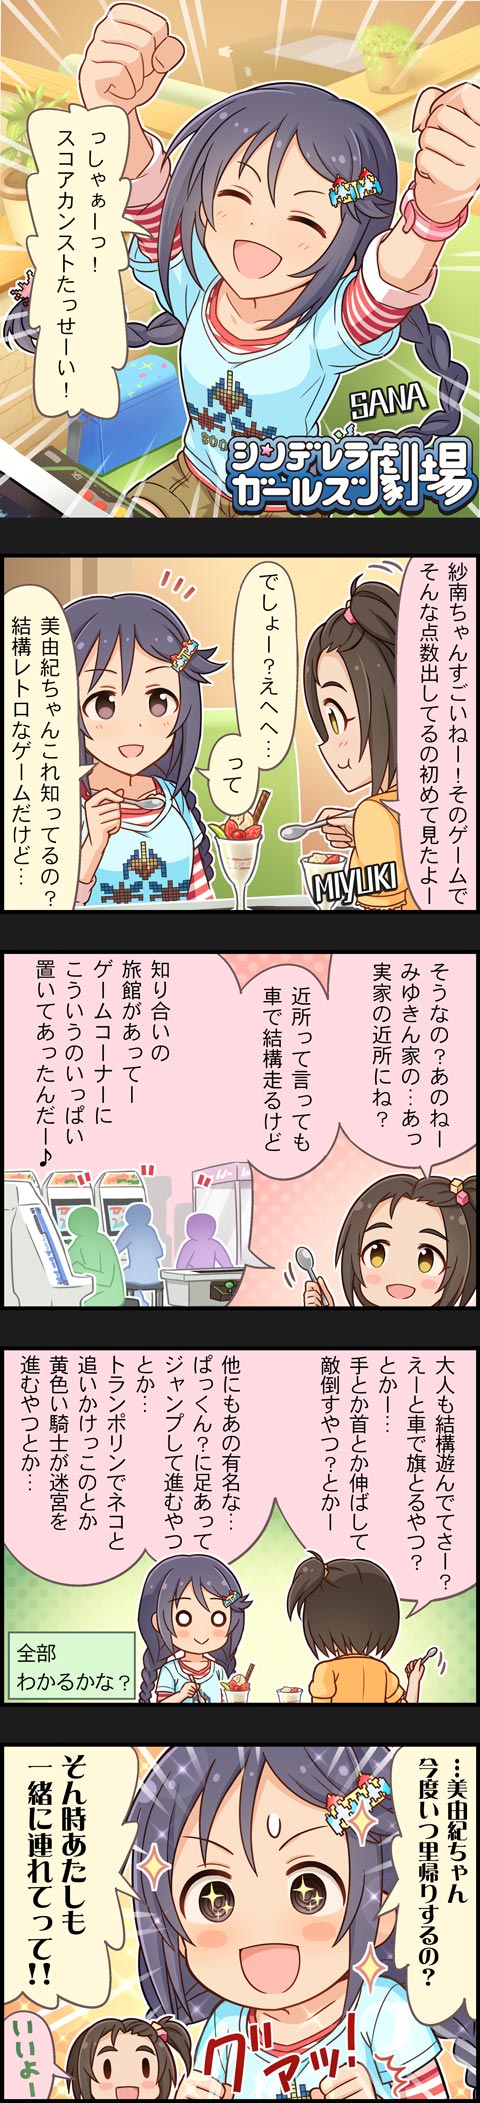 っしゃぁーっ！
スコアカンストたっせーい！
SANA
シンデレラ
ガールズ劇場
紗南ちゃんすごいねー！そのゲームで
そんな点数出してるの初めて見たよー
でしょー？えへへ…
って
美由紀ちゃんこれ知ってるの？
結構レトロなゲームだけど…
MIYUKI
そうなの？あのねー
みゆきん家の…あっ
実家の近所にね？
近所って言っても
車で結構走るけど
知り合いの
旅館があってー
ゲームコーナーに
こういうのいっぱい
置いてあったんだー♪
大人も結構遊んでてさー？
えーと車で旗とるやつ？
とかー…
手とか首とか伸ばして
敵倒すやつ？とかー
他にもあの有名な…
ぱっくん？に足あって
ジャンプして進むやつ
とか…
トランポリンでネコと
追いかけっこのとか
黄色い騎士が迷宮を
進むやつとか…
全部
わかるかな？
…美由紀ちゃん
今度いつ里帰りするの？
そん時あたしも
一緒に連れてって!!
グァッ！
いいよー